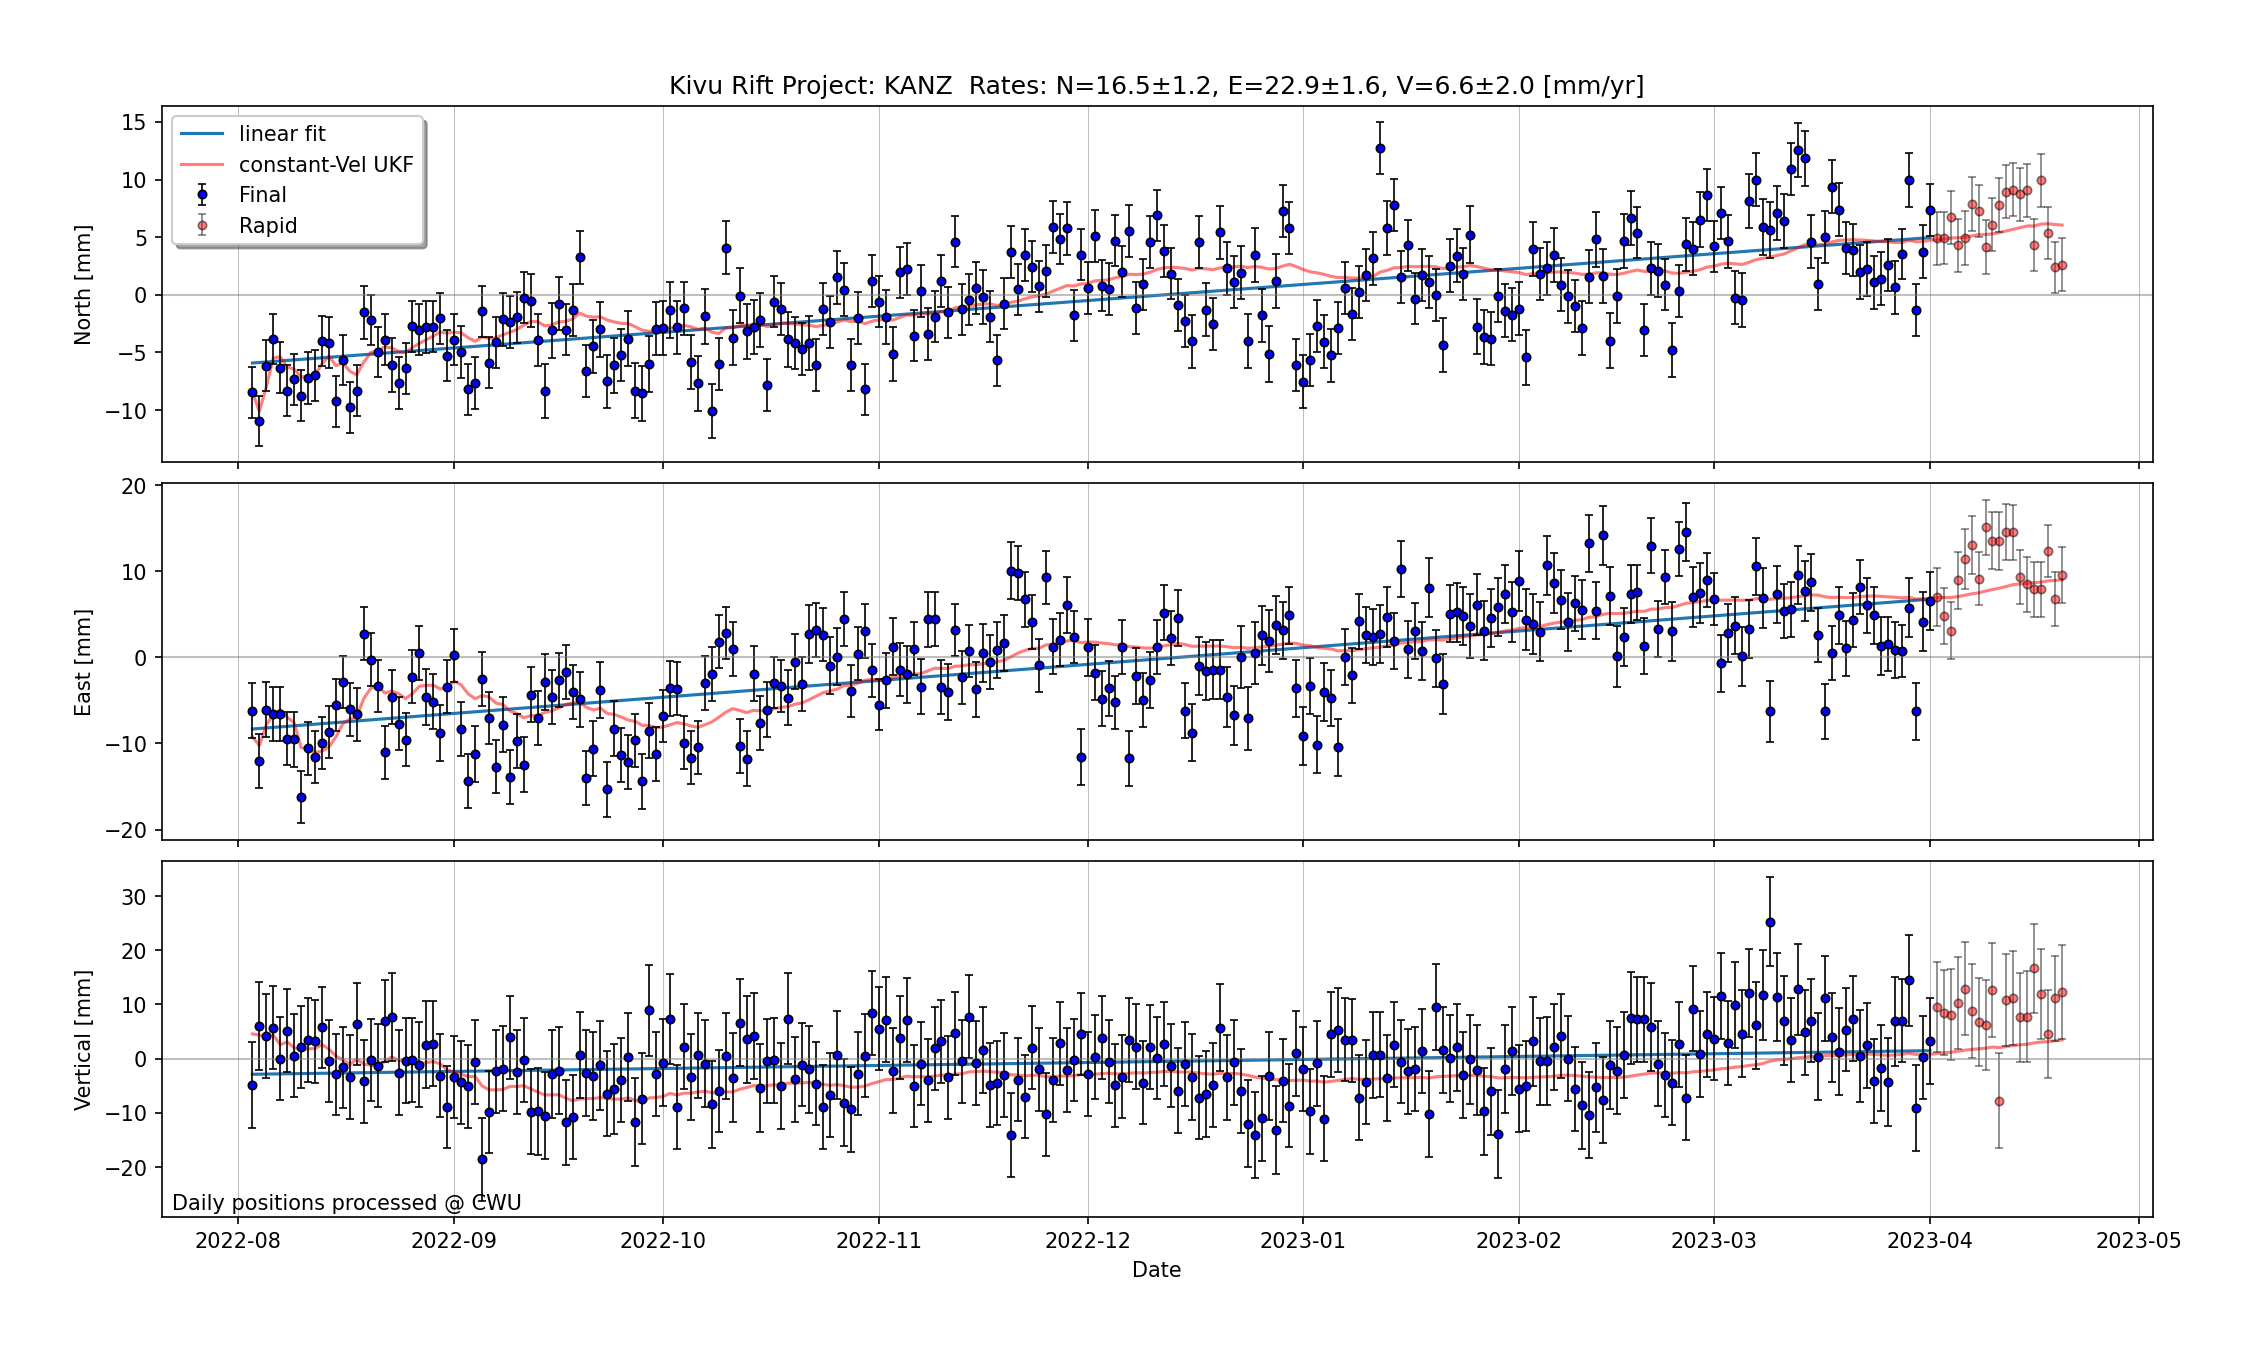 Kivu Rift Project: KANZ  Rates: N=16.5±1.2, E=22.9±1.6, V=6.6±2.0 [mm/yr]
linear fit
constant-Vel UKF
Final
Rapid
North [mm]
15
10
5
0
−5
−10
East [mm]
20
10
0
−10
−20
Vertical [mm]
30
20
10
0
−10
−20
Daily positions processed @ CWU
2022-08 2022-09 2022-10 2022-11 2022-12 2023-01 2023-02 2023-03 2023-04 2023-05
Date